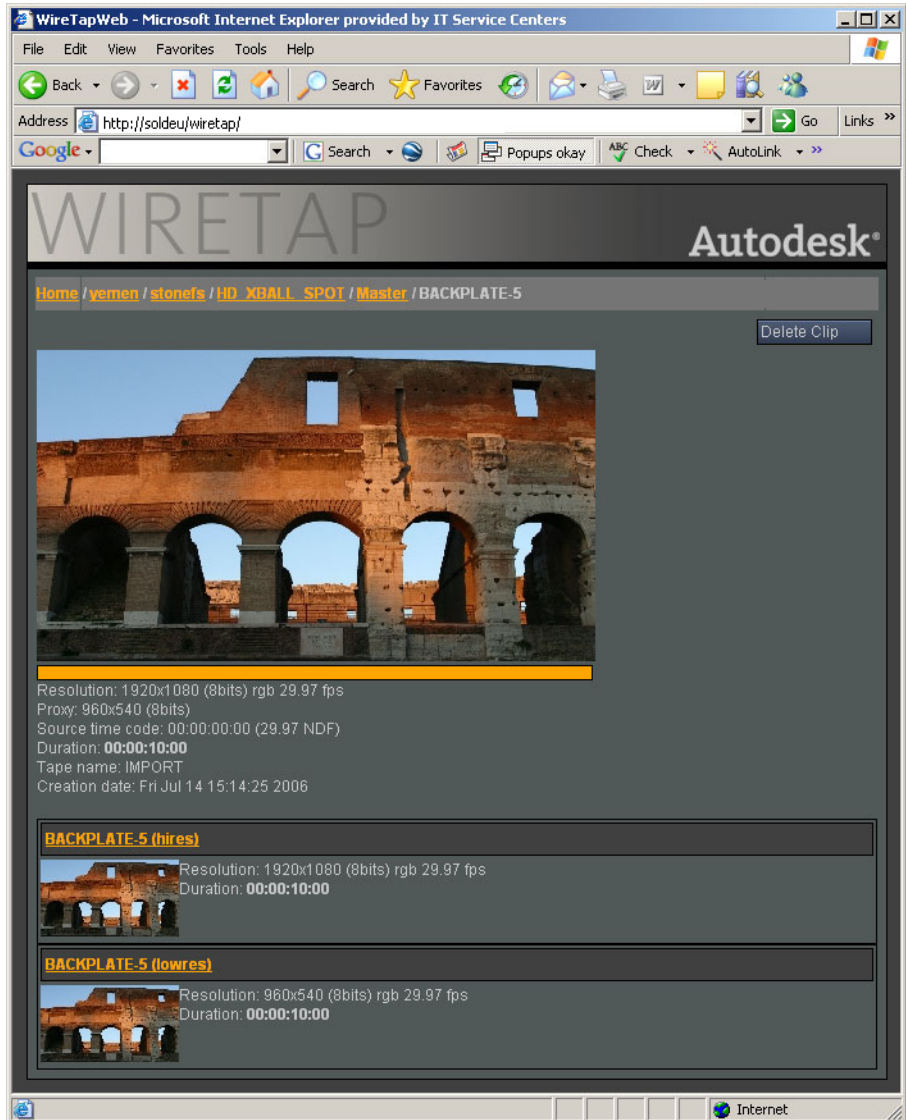 WireTapWeb - Microsoft Internet Explorer provided by IT Service Centers
File Edit View Favorites Tools Help
Back Search Favorites
Address http://soldeu/wiretap/ Go Links »
Google Search Popups okay ABC Check AutoLink »
WIRETAP
Autodesk®
Home / yemen / stonefs / HD_XBALL_SPOT / Master / BACKPLATE-5
Delete Clip
Resolution: 1920x1080 (8bits) rgb 29.97 fps
Proxy: 960x540 (8bits)
Source time code: 00:00:00:00 (29.97 NDF)
Duration: 00:00:10:00
Tape name: IMPORT
Creation date: Fri Jul 14 15:14:25 2006
BACKPLATE-5 (hires)
Resolution: 1920x1080 (8bits) rgb 29.97 fps
Duration: 00:00:10:00
BACKPLATE-5 (lowres)
Resolution: 960x540 (8bits) rgb 29.97 fps
Duration: 00:00:10:00
Internet